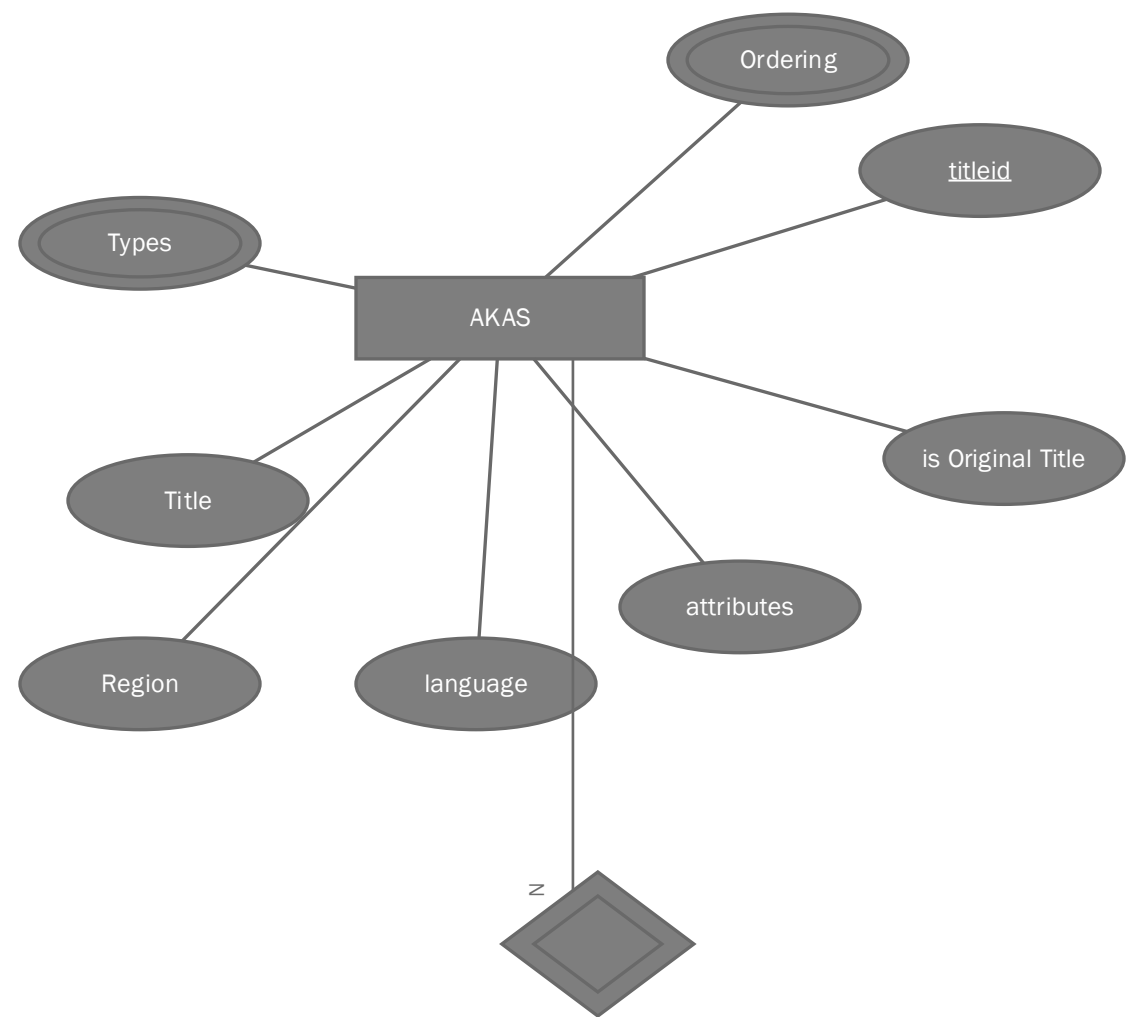 Ordering
titleid
Types
AKAS
is Original Title
Title
attributes
Region
language
N